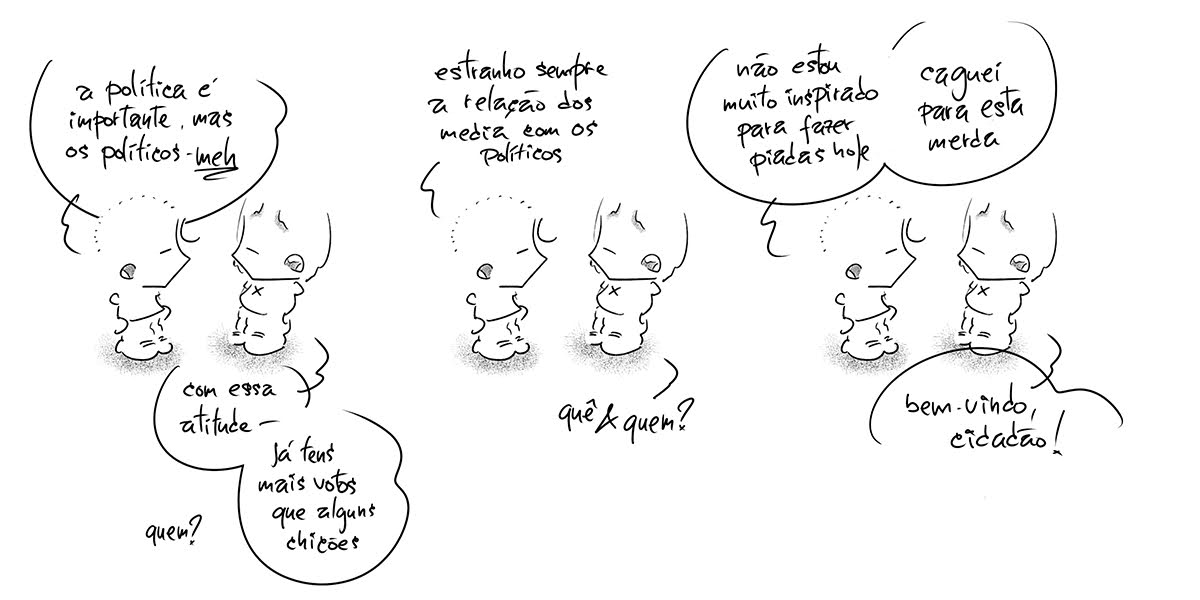 a política é
importante, mas
os políticos - meh
com essa
atitude -
já tens
mais votos
que alguns
chicões
quem?
estranho sempre
a relação dos
media com os
políticos
quê & quem?
não estou
muito inspirado
para fazer
piadas hoje
caguei
para esta
merda
bem-vindo,
cidadão!